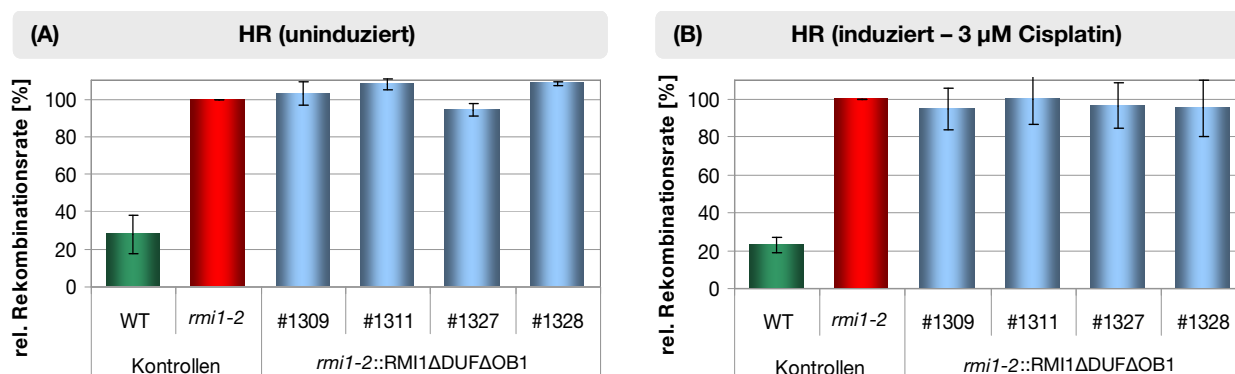 (A) HR (uninduziert)
rel. Rekombinationsrate [%]
100
80
60
40
20
0
WT rmi1-2 #1309 #1311 #1327 #1328
Kontrollen rmi1-2::RMI1ΔDUFΔOB1
(B) HR (induziert – 3 µM Cisplatin)
rel. Rekombinationsrate [%]
100
80
60
40
20
0
WT rmi1-2 #1309 #1311 #1327 #1328
Kontrollen rmi1-2::RMI1ΔDUFΔOB1